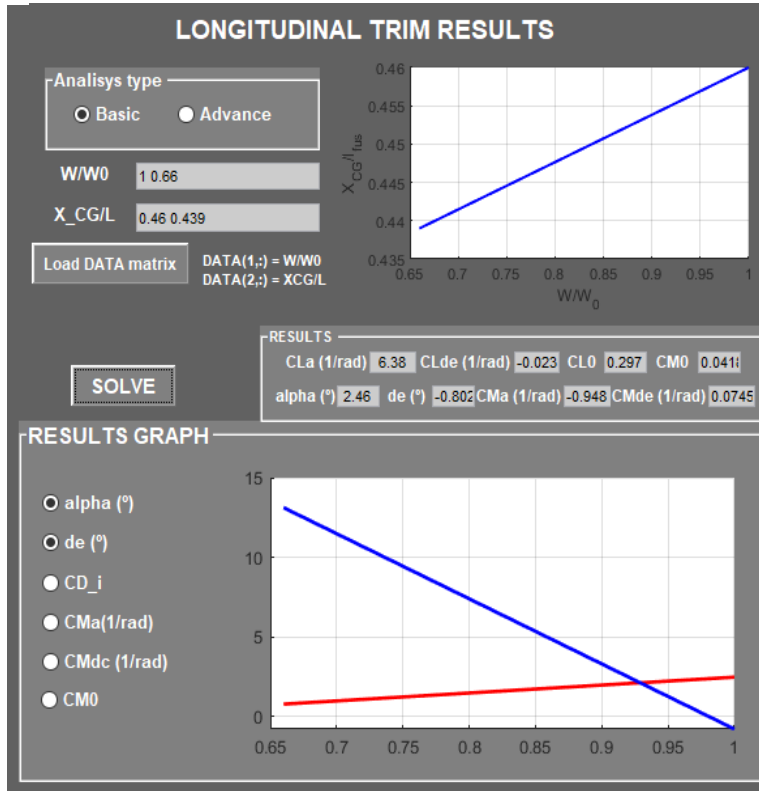 LONGITUDINAL TRIM RESULTS
Analisys type
Basic Advance
W/W0 1 0.66
X_CG/L 0.46 0.439
Load DATA matrix
DATA(1,:) = W/W0
DATA(2,:) = XCG/L
0.46
0.455
0.45
0.445
0.44
0.435
X_CG/l_fus
0.65 0.7 0.75 0.8 0.85 0.9 0.95 1
W/W_0
SOLVE
RESULTS
CLa (1/rad) 6.38 CLde (1/rad) -0.023 CL0 0.297 CM0 0.041
alpha (º) 2.46 de (º) -0.802 CMa (1/rad) -0.948 CMde (1/rad) 0.0745
RESULTS GRAPH
alpha (º)
de (º)
CD_i
CMa(1/rad)
CMdc (1/rad)
CM0
15
10
5
0
0.65 0.7 0.75 0.8 0.85 0.9 0.95 1